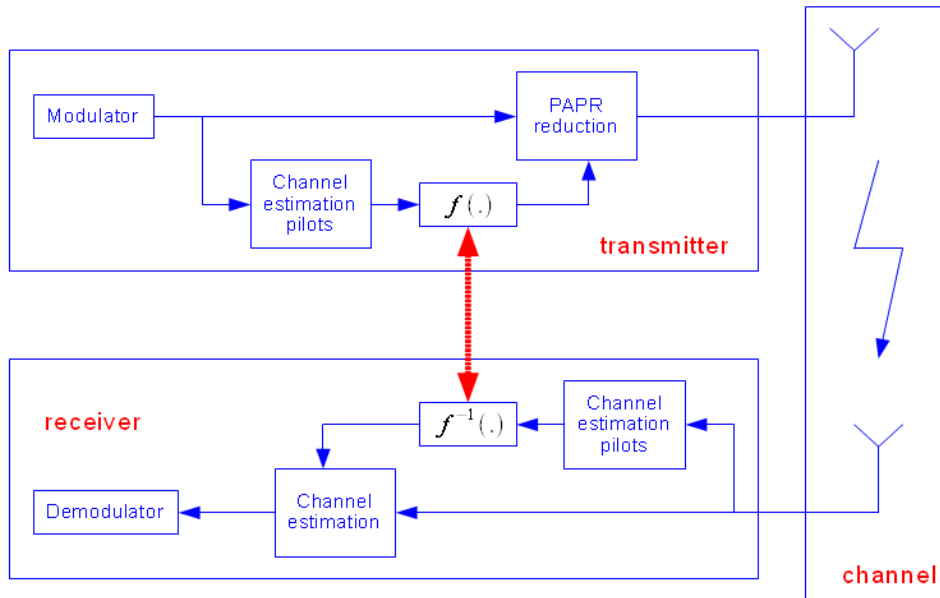 Modulator
PAPR
reduction
Channel
estimation
pilots
f(.)
transmitter
receiver
f⁻¹(.)
Channel
estimation
pilots
Demodulator
Channel
estimation
channel